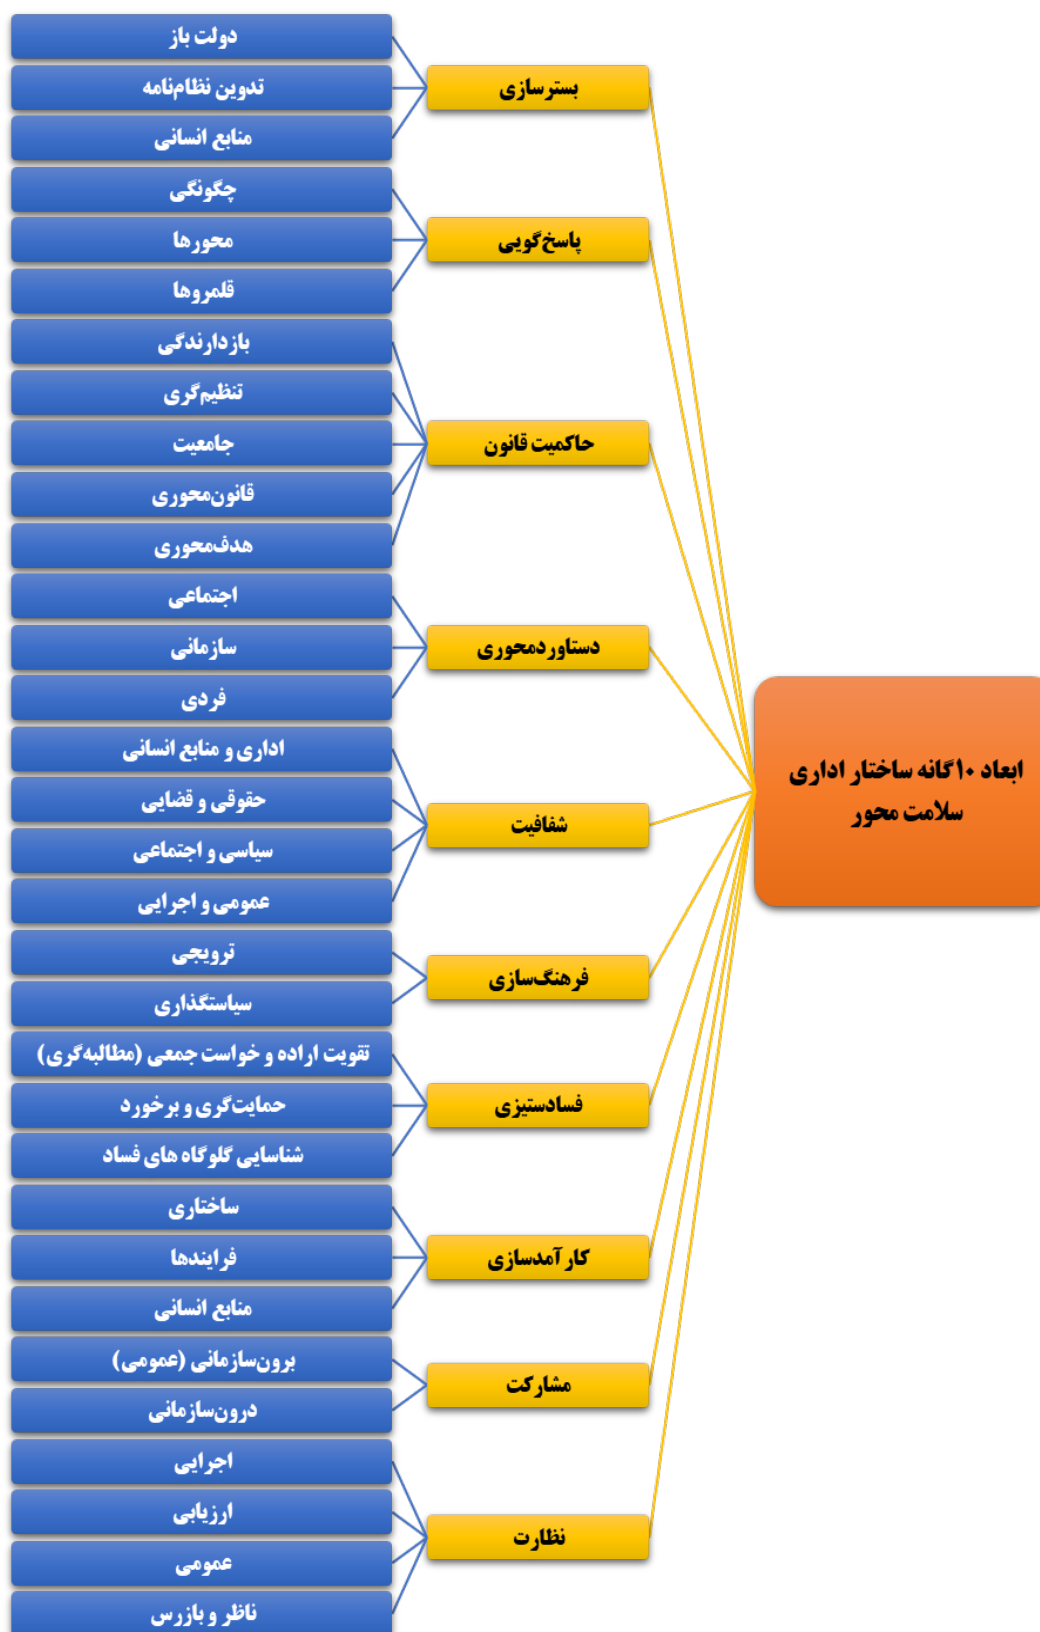 ابعاد ۱۰گانه ساختار اداری
سلامت محور
بسترسازی
دولت باز
تدوین نظام‌نامه
منابع انسانی
پاسخ‌گویی
چگونگی
محورها
قلمروها
حاکمیت قانون
بازدارندگی
تنظیم‌گری
جامعیت
قانون‌محوری
هدف‌محوری
دستاوردمحوری
اجتماعی
سازمانی
فردی
شفافیت
اداری و منابع انسانی
حقوقی و قضایی
سیاسی و اجتماعی
عمومی و اجرایی
فرهنگ‌سازی
ترویجی
سیاستگذاری
فسادستیزی
تقویت اراده و خواست جمعی (مطالبه‌گری)
حمایت‌گری و برخورد
شناسایی گلوگاه های فساد
کارآمدسازی
ساختاری
فرایندها
منابع انسانی
مشارکت
برون‌سازمانی (عمومی)
درون‌سازمانی
نظارت
اجرایی
ارزیابی
عمومی
ناظر و بازرس